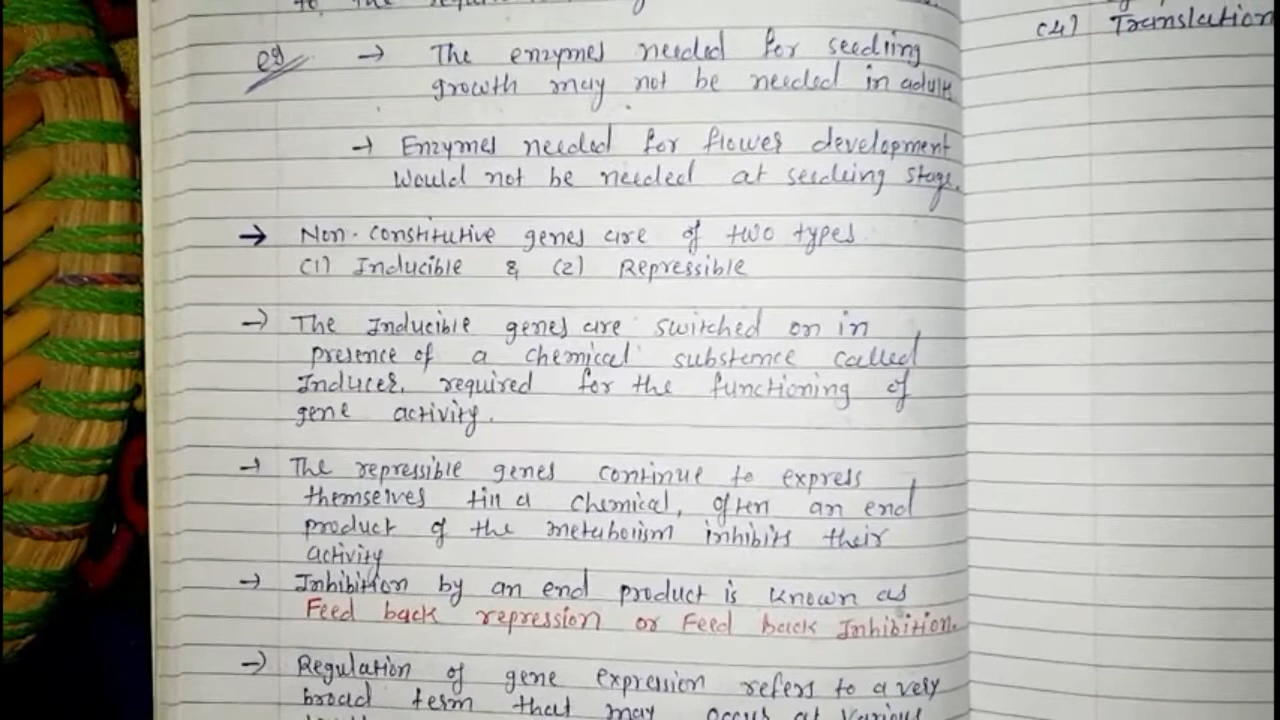 to the
eg → The enzymes needed for seedling
growth may not be needed in adult
→ Enzymes needed for flower development
would not be needed at seedling stage.
→ Non-constitutive genes are of two types
(1) Inducible & (2) Repressible
→ The Inducible genes are switched on in
presence of a chemical substance called
Inducer, required for the functioning of
gene activity.
→ The repressible genes continue to express
themselves till a chemical, often an end
product of the metabolism inhibits their
activity
→ Inhibition by an end product is known as
Feed back repression or Feed back Inhibition.
→ Regulation of gene expression refers to a very
broad term that may occur at various
(4) Translation